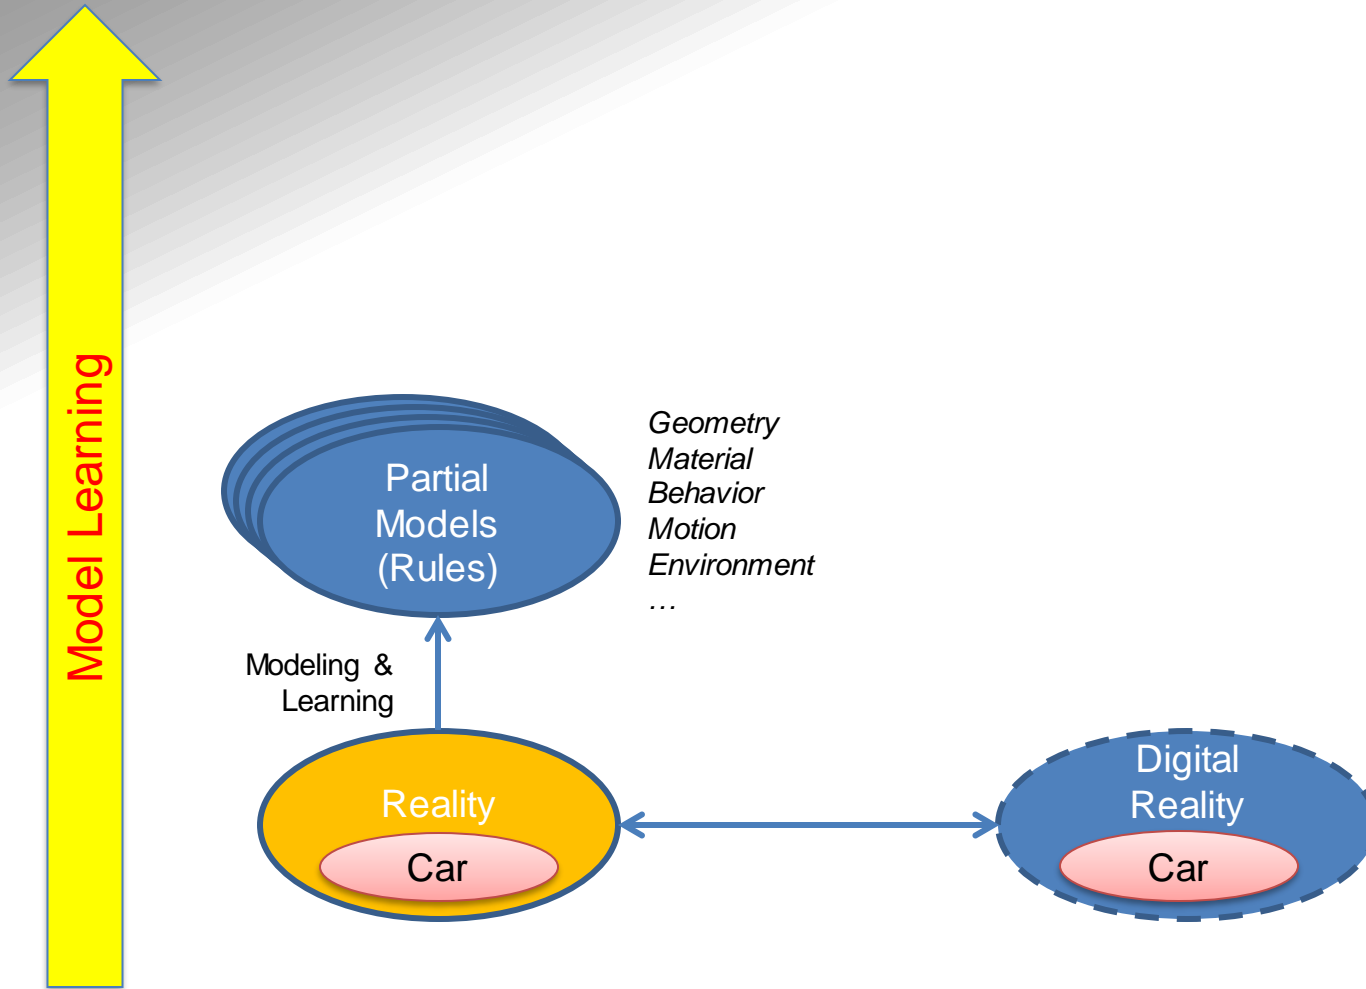 Model Learning
Partial
Models
(Rules)
Geometry
Material
Behavior
Motion
Environment
…
Modeling &
Learning
Reality
Car
Digital
Reality
Car